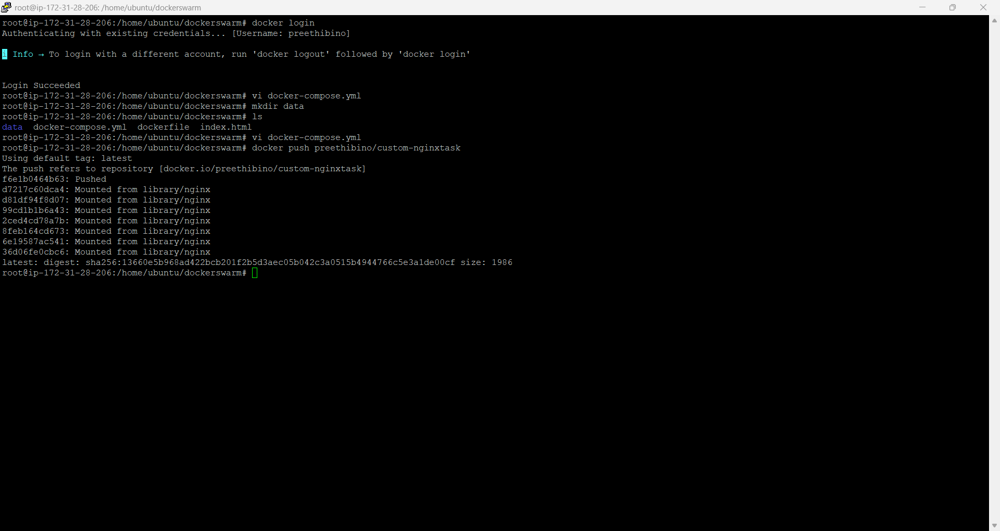 root@ip-172-31-28-206: /home/ubuntu/dockerswarm
root@ip-172-31-28-206:/home/ubuntu/dockerswarm# docker login
Authenticating with existing credentials... [Username: preethibino]
i Info → To login with a different account, run 'docker logout' followed by 'docker login'
Login Succeeded
root@ip-172-31-28-206:/home/ubuntu/dockerswarm# vi docker-compose.yml
root@ip-172-31-28-206:/home/ubuntu/dockerswarm# mkdir data
root@ip-172-31-28-206:/home/ubuntu/dockerswarm# ls
data  docker-compose.yml  dockerfile  index.html
root@ip-172-31-28-206:/home/ubuntu/dockerswarm# vi docker-compose.yml
root@ip-172-31-28-206:/home/ubuntu/dockerswarm# docker push preethibino/custom-nginxtask
Using default tag: latest
The push refers to repository [docker.io/preethibino/custom-nginxtask]
f6e1b0464b63: Pushed
d7217c60dca4: Mounted from library/nginx
d81df94f8d07: Mounted from library/nginx
99cd1b1b6a43: Mounted from library/nginx
2ced4cd78a7b: Mounted from library/nginx
8feb164cd673: Mounted from library/nginx
6e19587ac541: Mounted from library/nginx
36d06fe0cbc6: Mounted from library/nginx
latest: digest: sha256:13660e5b968ad422bcb201f2b5d3aec05b042c3a0515b4944766c5e3a1de00cf size: 1986
root@ip-172-31-28-206:/home/ubuntu/dockerswarm#